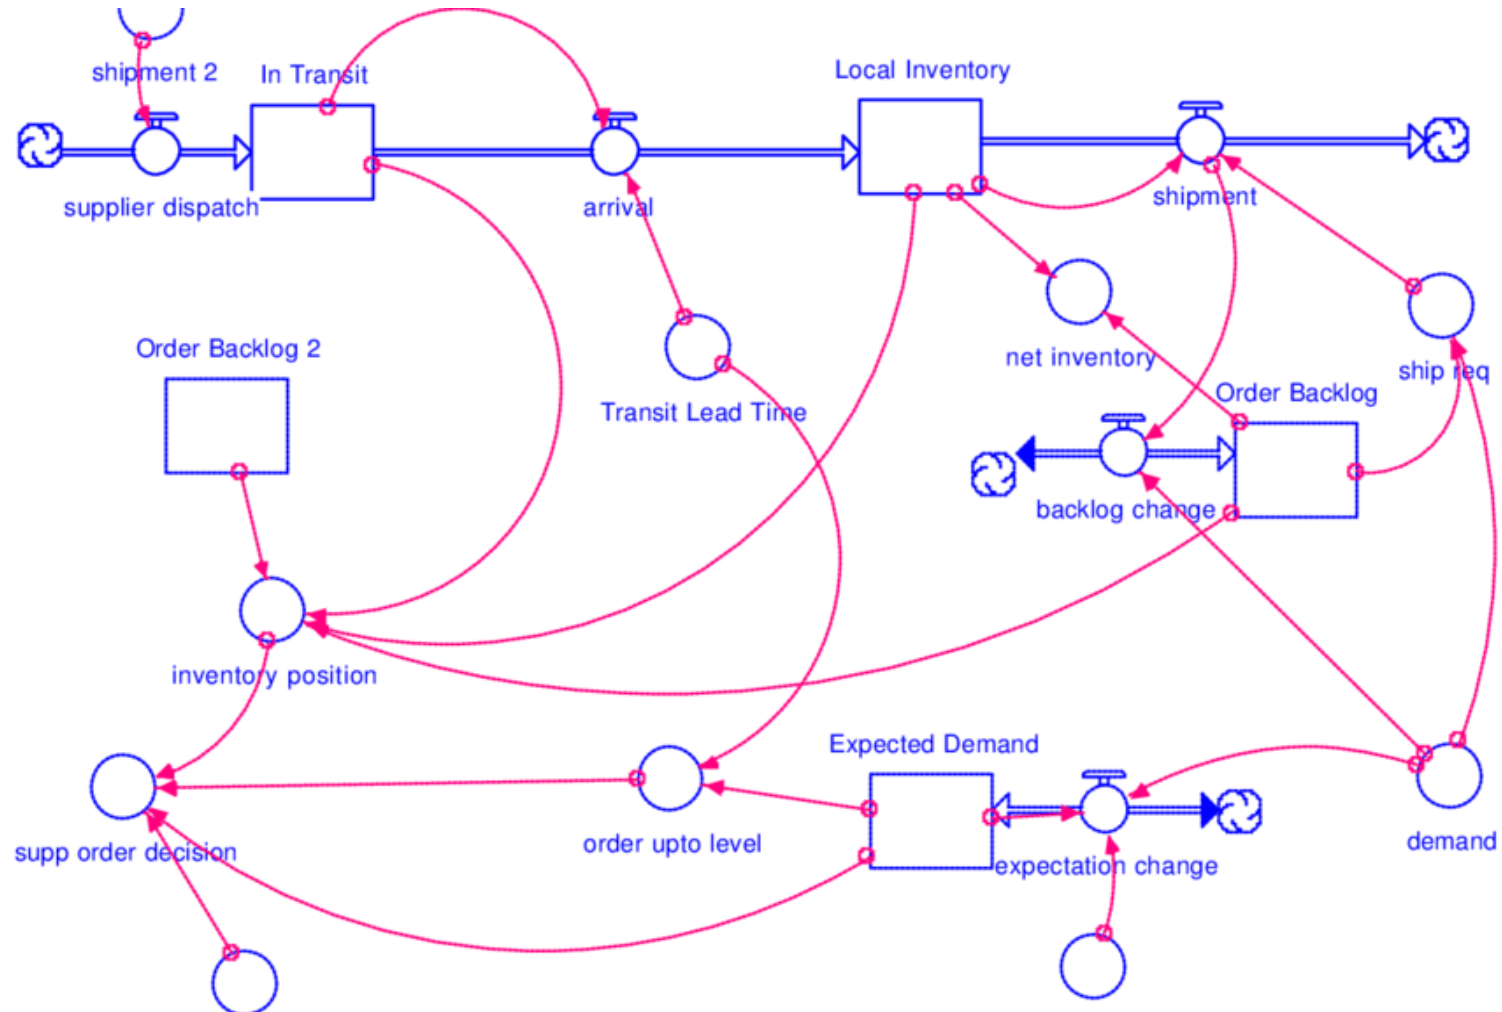 shipment 2
In Transit
Local Inventory
supplier dispatch
arrival
shipment
net inventory
ship req
Order Backlog 2
Transit Lead Time
Order Backlog
backlog change
inventory position
Expected Demand
supp order decision
order upto level
expectation change
demand